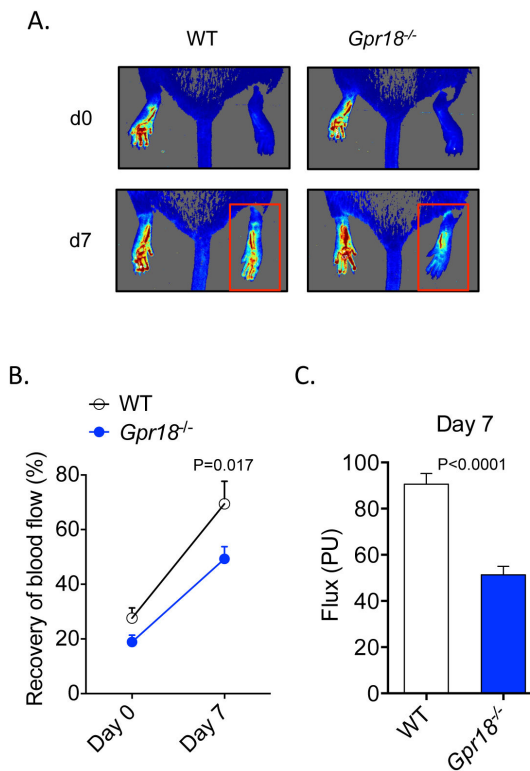 A.
WT Gpr18-/-
d0
d7
B.
WT
Gpr18-/-
P=0.017
Recovery of blood flow (%)
80
60
40
20
0
Day 0 Day 7
C.
Day 7
P<0.0001
Flux (PU)
100
80
60
40
20
0
WT Gpr18-/-